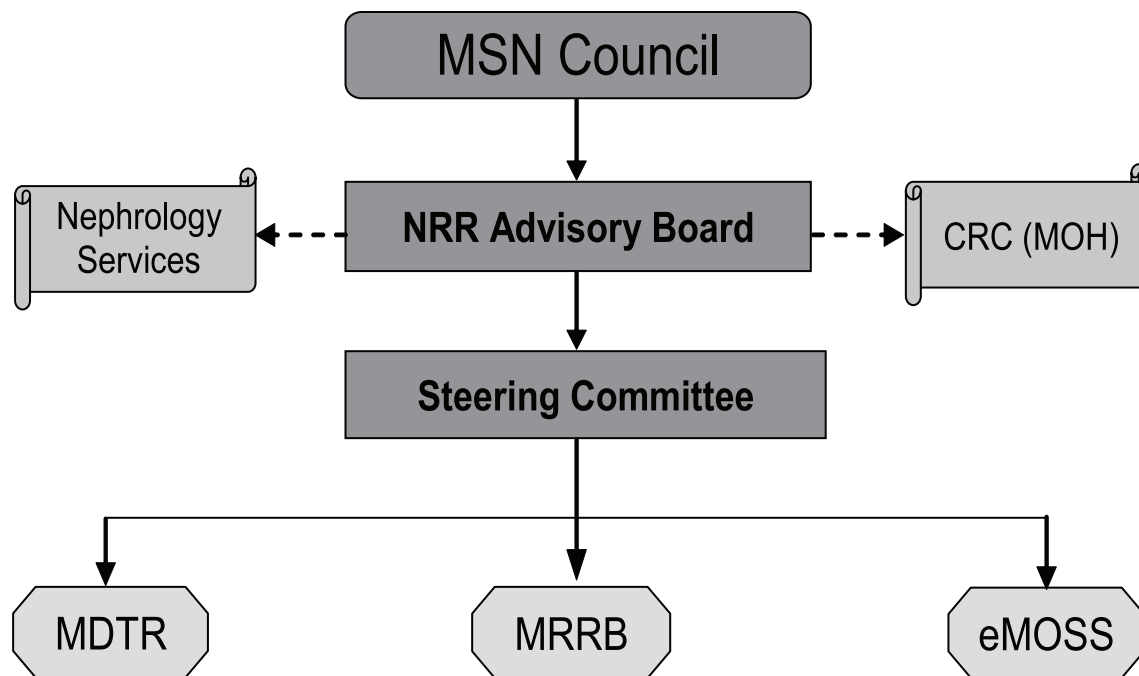 MSN Council
Nephrology
Services
NRR Advisory Board
CRC (MOH)
Steering Committee
MDTR
MRRB
eMOSS